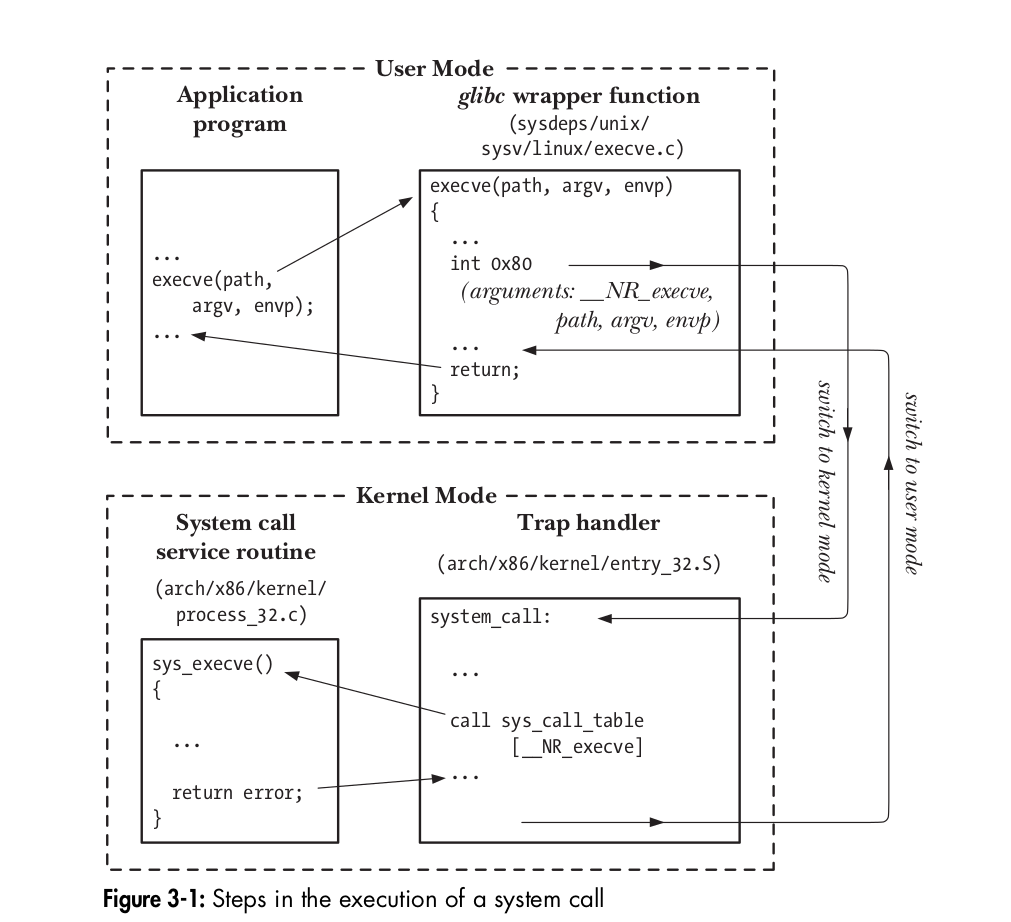 User Mode
Application
program
glibc wrapper function
(sysdeps/unix/
sysv/linux/execve.c)
...
execve(path,
argv, envp);
...
execve(path, argv, envp)
{
...
int 0x80
(arguments: __NR_execve,
path, argv, envp)
...
return;
}
switch to kernel mode
switch to user mode
Kernel Mode
System call
service routine
(arch/x86/kernel/
process_32.c)
Trap handler
(arch/x86/kernel/entry_32.S)
sys_execve()
{
...
return error;
}
system_call:
...
call sys_call_table
[__NR_execve]
...
Figure 3-1: Steps in the execution of a system call